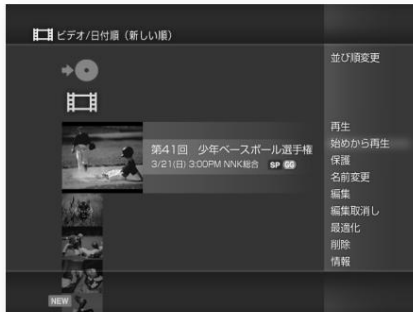 ビデオ/日付順（新しい順）
並び順変更
第41回　少年ベースボール選手権
3/21(日) 3:00PM NNK総合 SP GO
再生
始めから再生
保護
名前変更
編集
編集取消し
最適化
削除
情報
NEW